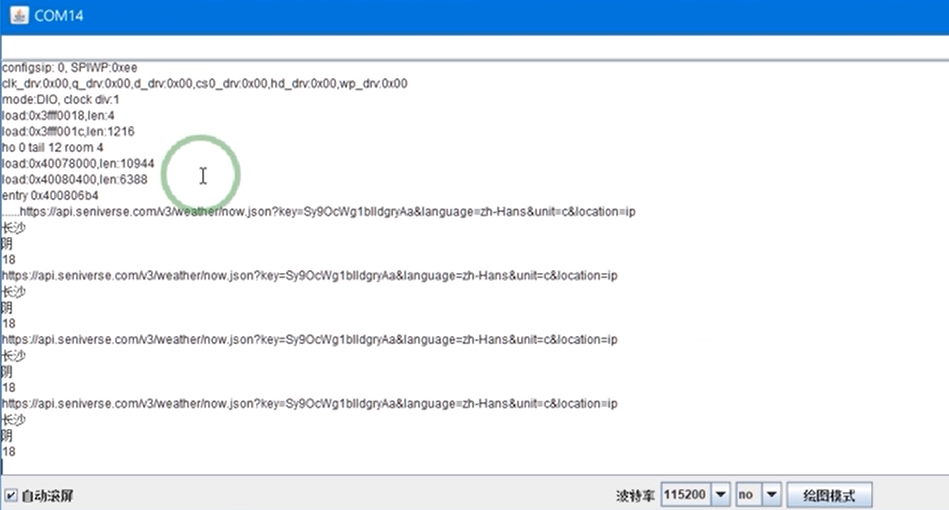 COM14
configsip: 0, SPIWP:0xee
clk_drv:0x00,q_drv:0x00,d_drv:0x00,cs0_drv:0x00,hd_drv:0x00,wp_drv:0x00
mode:DIO, clock div:1
load:0x3fff0018,len:4
load:0x3fff001c,len:1216
ho 0 tail 12 room 4
load:0x40078000,len:10944
load:0x40080400,len:6388
entry 0x400806b4
......https://api.seniverse.com/v3/weather/now.json?key=Sy9OcWg1blIdgryAa&language=zh-Hans&unit=c&location=ip
长沙
阴
18
https://api.seniverse.com/v3/weather/now.json?key=Sy9OcWg1blIdgryAa&language=zh-Hans&unit=c&location=ip
长沙
阴
18
https://api.seniverse.com/v3/weather/now.json?key=Sy9OcWg1blIdgryAa&language=zh-Hans&unit=c&location=ip
长沙
阴
18
https://api.seniverse.com/v3/weather/now.json?key=Sy9OcWg1blIdgryAa&language=zh-Hans&unit=c&location=ip
长沙
阴
18
自动滚屏 波特率 115200 no 绘图模式